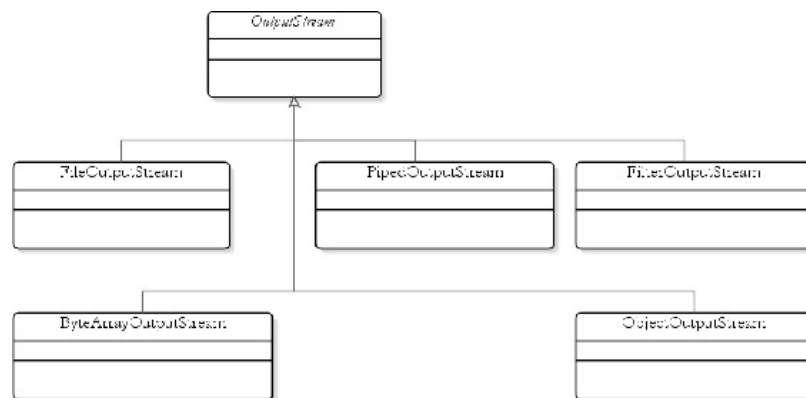 OutputStream
FileOutputStream
PipedOutputStream
FilterOutputStream
ByteArrayOutputStream
ObjectOutputStream